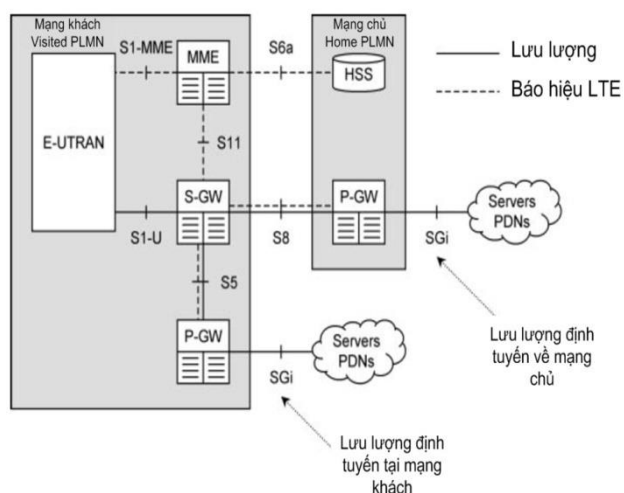 Mạng khách
Visited PLMN
S1-MME
MME
S6a
Mạng chủ
Home PLMN
HSS
Lưu lượng
Báo hiệu LTE
E-UTRAN
S11
S-GW
P-GW
Servers
PDNs
S1-U
S8
SGi
S5
P-GW
Servers
PDNs
SGi
Lưu lượng định
tuyến về mạng
chủ
Lưu lượng định
tuyến tại mạng
khách